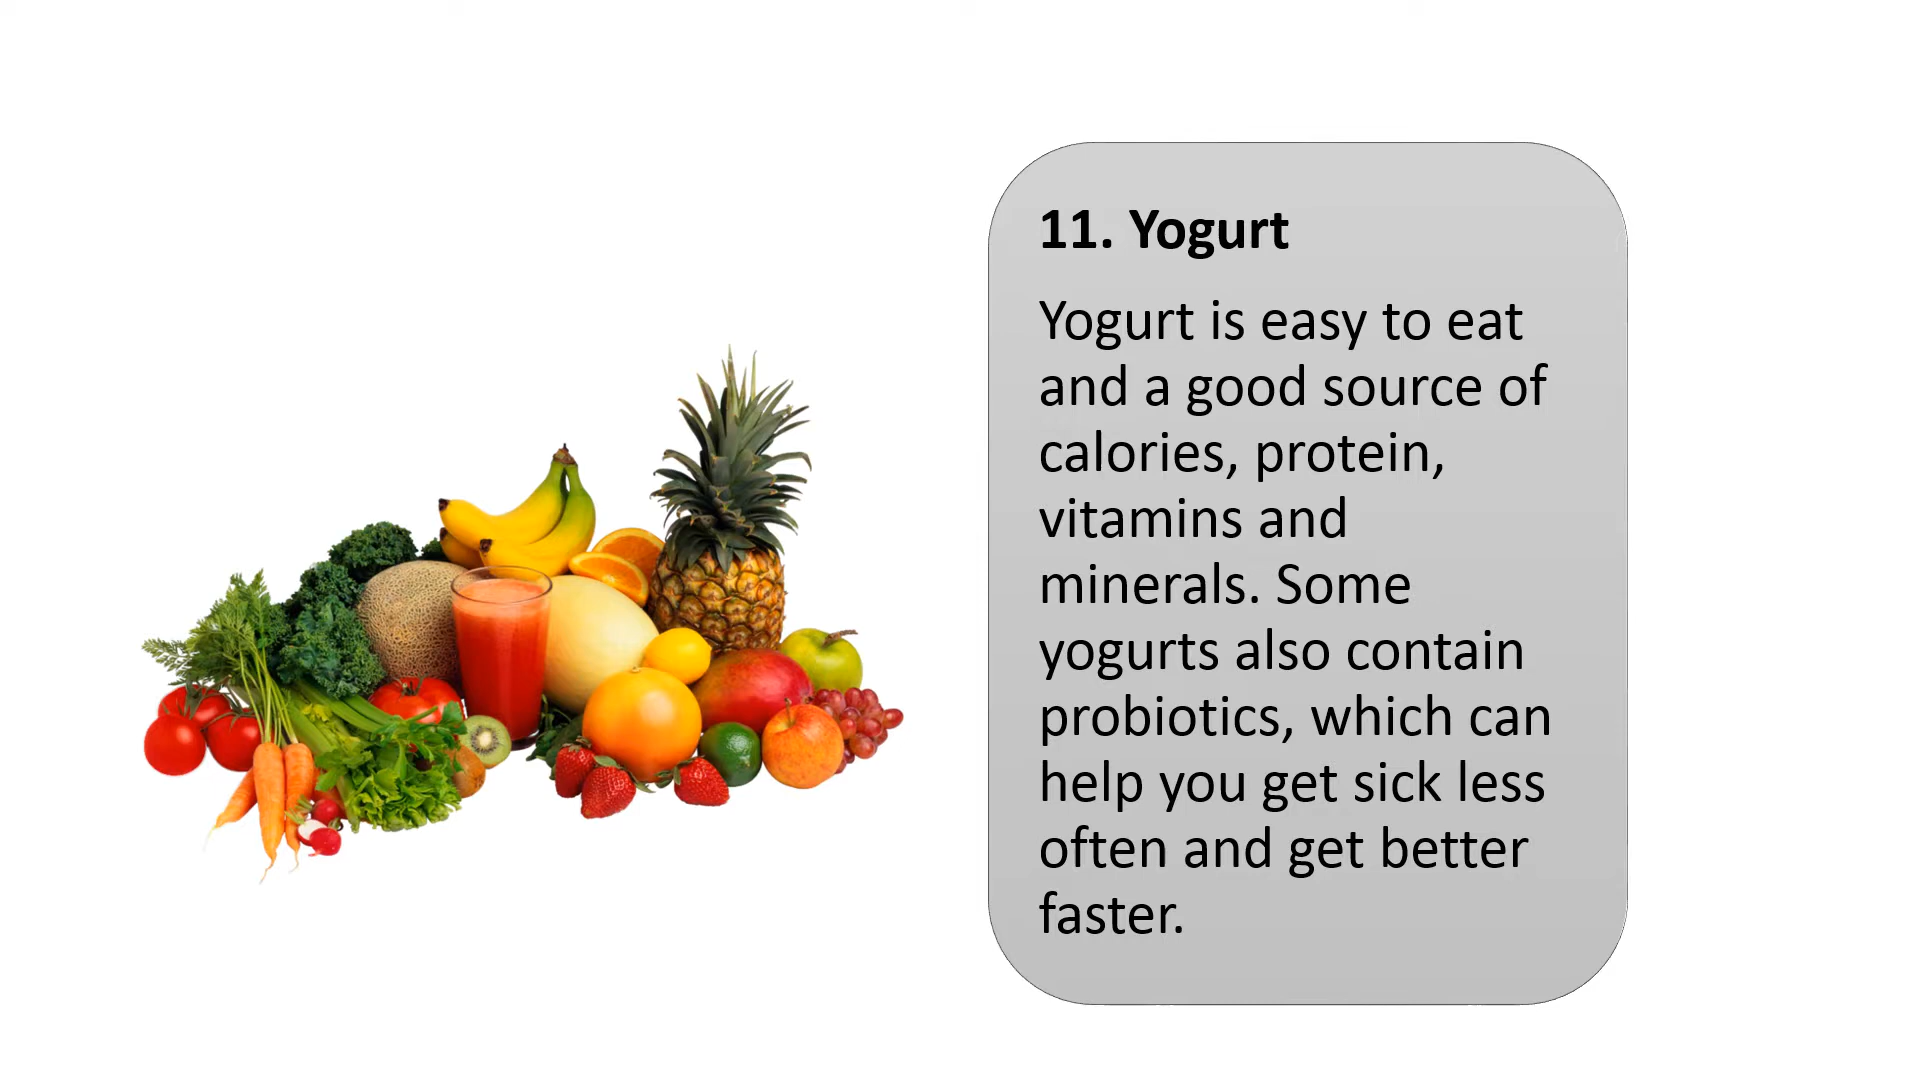 11. Yogurt
Yogurt is easy to eat
and a good source of
calories, protein,
vitamins and
minerals. Some
yogurts also contain
probiotics, which can
help you get sick less
often and get better
faster.